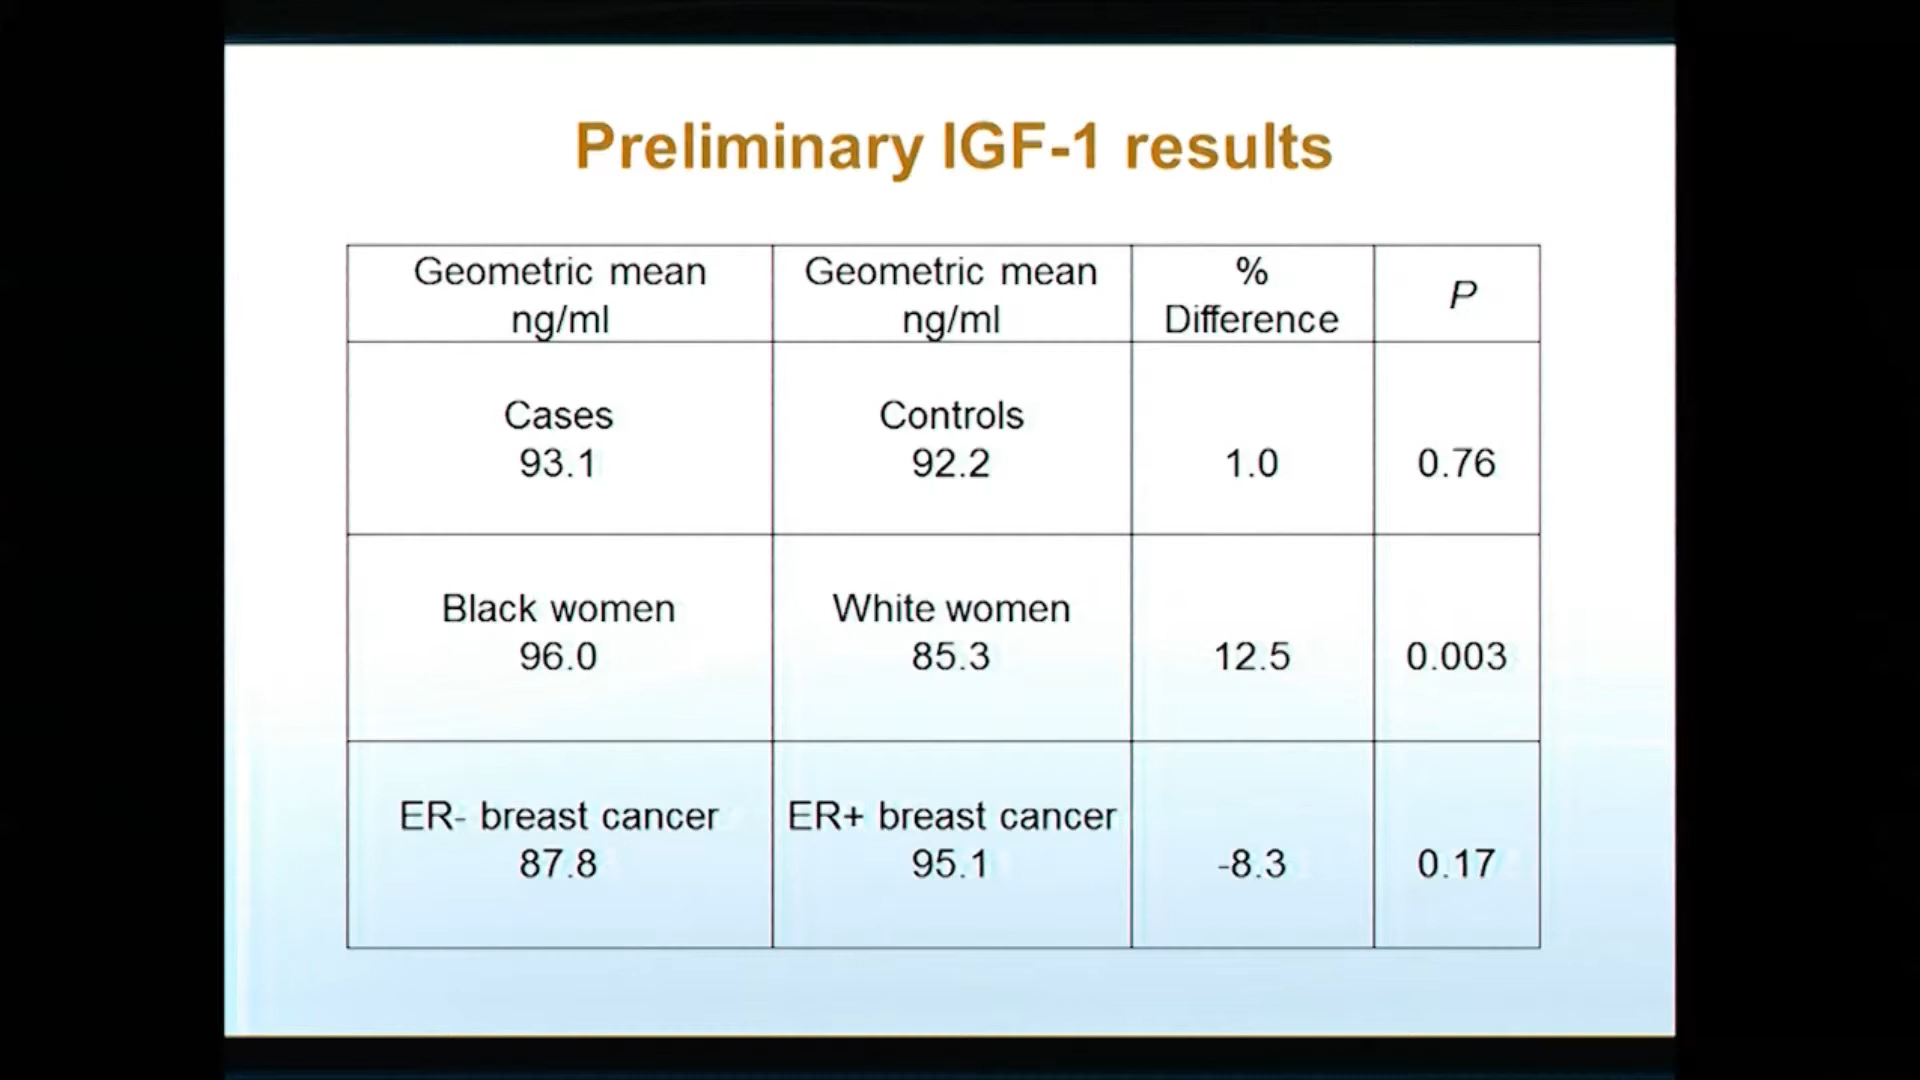 Preliminary IGF-1 results
Geometric mean
ng/ml
Geometric mean
ng/ml
%
Difference
P
Cases
93.1
Controls
92.2
1.0
0.76
Black women
96.0
White women
85.3
12.5
0.003
ER- breast cancer
87.8
ER+ breast cancer
95.1
-8.3
0.17